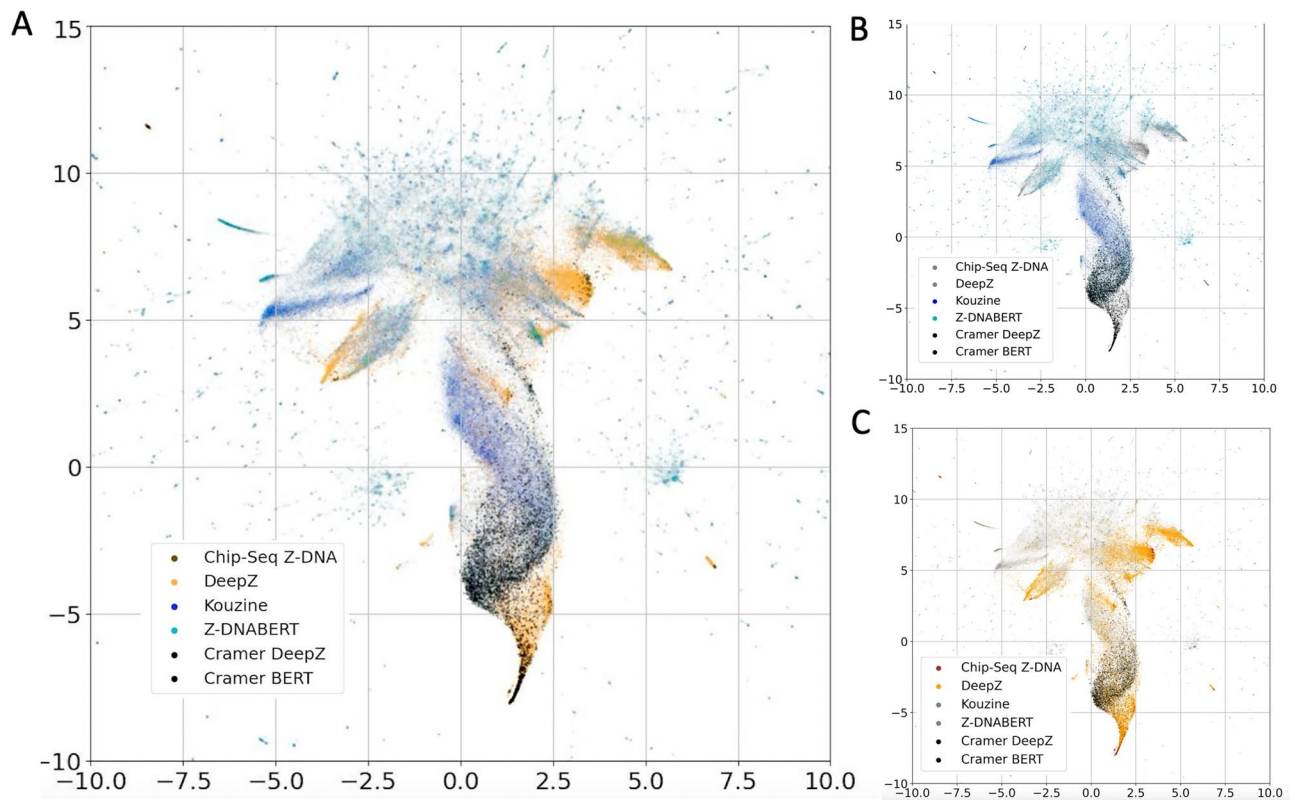 A
15
10
5
0
−5
-10
−10.0 −7.5 −5.0 −2.5 0.0 2.5 5.0 7.5 10.0
Chip-Seq Z-DNA
DeepZ
Kouzine
Z-DNABERT
Cramer DeepZ
Cramer BERT
B
15
10
5
0
−5
−10
−10.0 −7.5 −5.0 −2.5 0.0 2.5 5.0 7.5 10.0
Chip-Seq Z-DNA
DeepZ
Kouzine
Z-DNABERT
Cramer DeepZ
Cramer BERT
C
15
10
5
0
−5
−10
−10.0 −7.5 −5.0 −2.5 0.0 2.5 5.0 7.5 10.0
Chip-Seq Z-DNA
DeepZ
Kouzine
Z-DNABERT
Cramer DeepZ
Cramer BERT